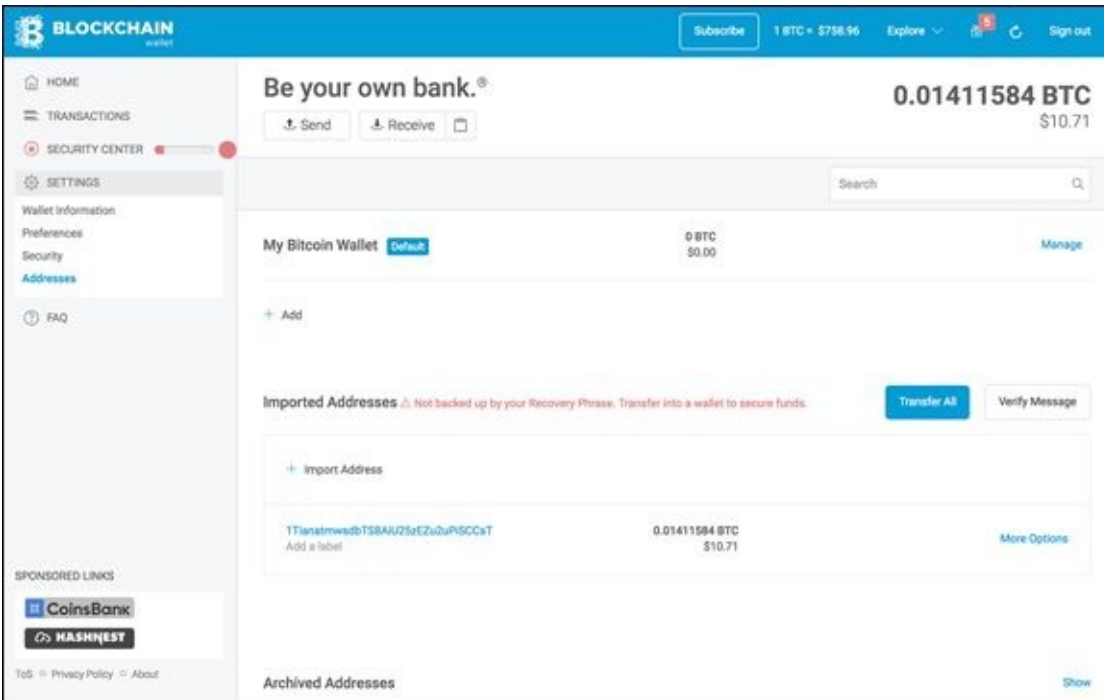 BLOCKCHAIN
wallet
Subscribe
1 BTC = $758.96
Explore
5
Sign out
HOME
TRANSACTIONS
SECURITY CENTER
SETTINGS
Wallet Information
Preferences
Security
Addresses
FAQ
SPONSORED LINKS
CoinsBank
HASHNEST
ToS
Privacy Policy
About
Be your own bank.®
0.01411584 BTC
$10.71
Send
Receive
Search
My Bitcoin Wallet Default
0 BTC
$0.00
Manage
+ Add
Imported Addresses
Not backed up by your Recovery Phrase. Transfer into a wallet to secure funds.
Transfer All
Verify Message
+ Import Address
0.01411584 BTC
$10.71
Add a label
More Options
Archived Addresses
Show